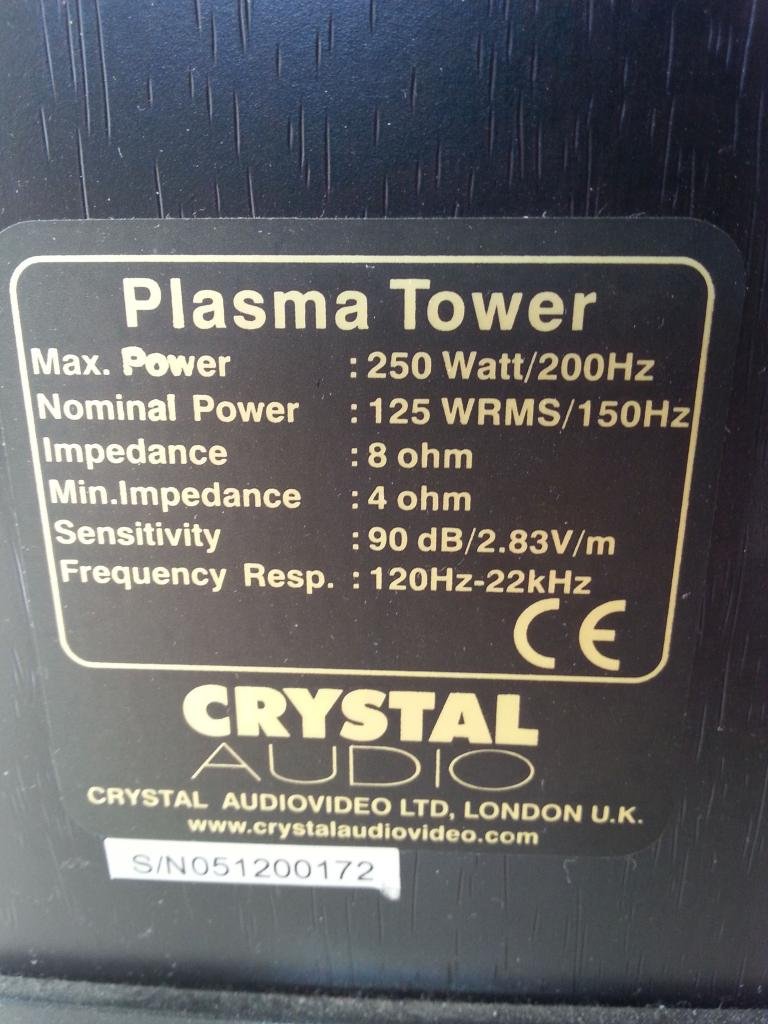 Plasma Tower
Max. Power : 250 Watt/200Hz
Nominal Power : 125 WRMS/150Hz
Impedance : 8 ohm
Min.Impedance : 4 ohm
Sensitivity : 90 dB/2.83V/m
Frequency Resp. : 120Hz-22kHz
CE
CRYSTAL
AUDIO
CRYSTAL AUDIOVIDEO LTD, LONDON U.K.
www.crystalaudiovideo.com
S/N051200172